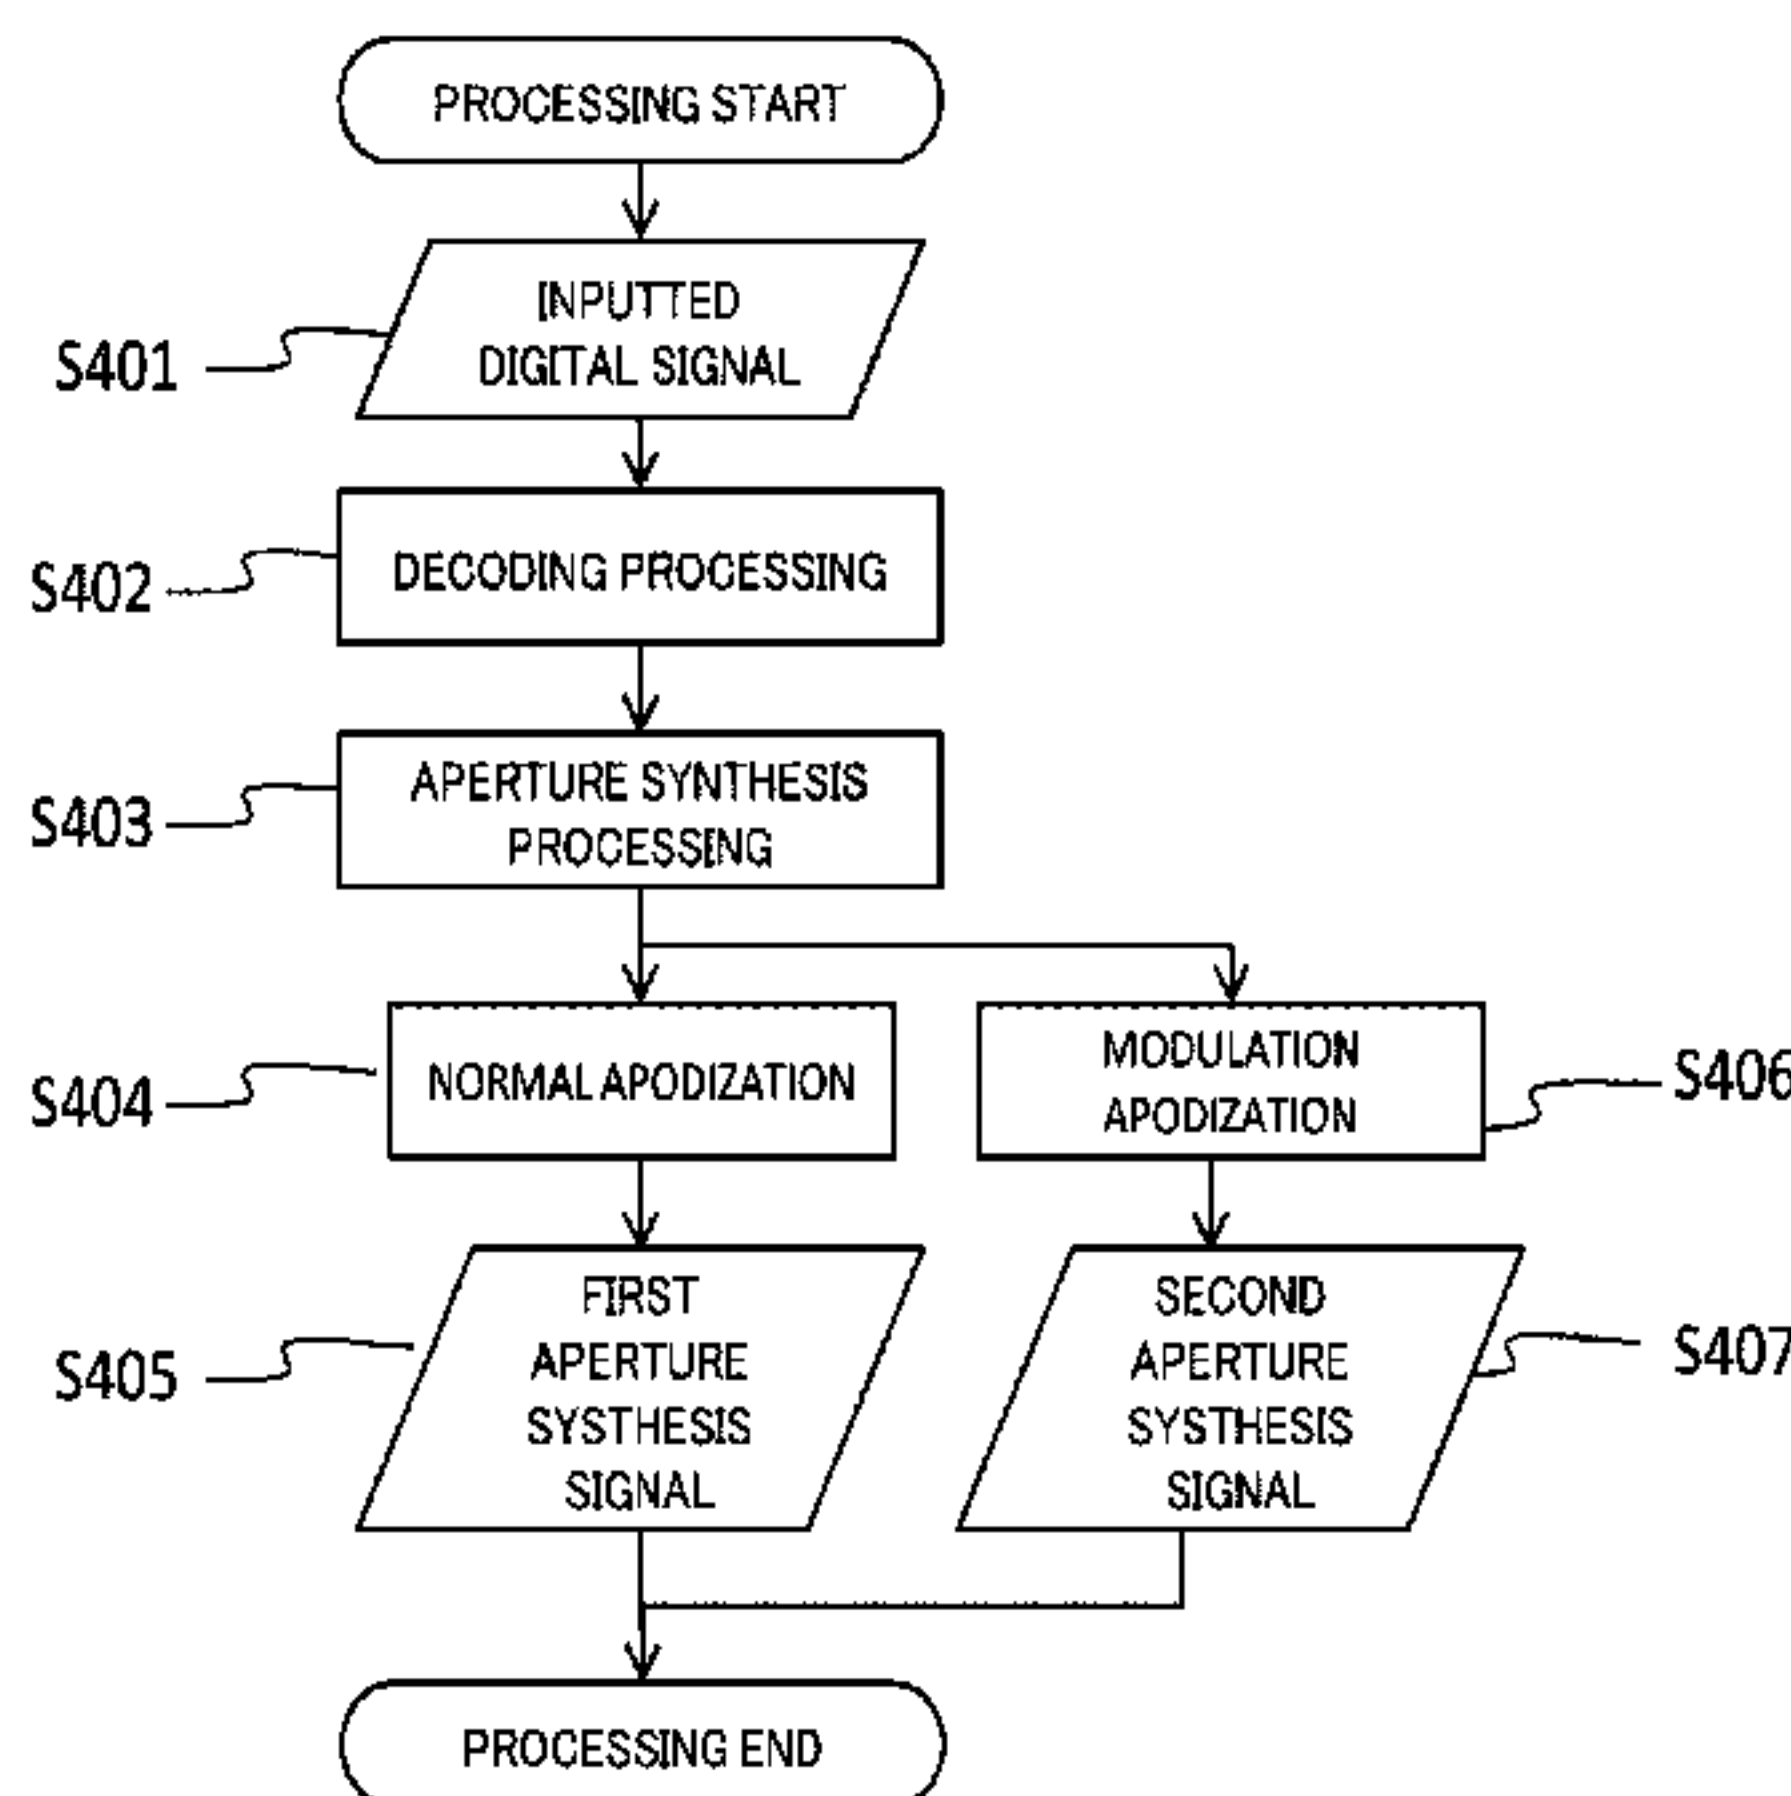 PROCESSING START
INPUTTED
DIGITAL SIGNAL
S401
DECODING PROCESSING
S402
APERTURE SYNTHESIS
PROCESSING
S403
NORMAL APODIZATION
S404
MODULATION
APODIZATION
S406
FIRST
APERTURE
SYSTHESIS
SIGNAL
S405
SECOND
APERTURE
SYSTHESIS
SIGNAL
S407
PROCESSING END